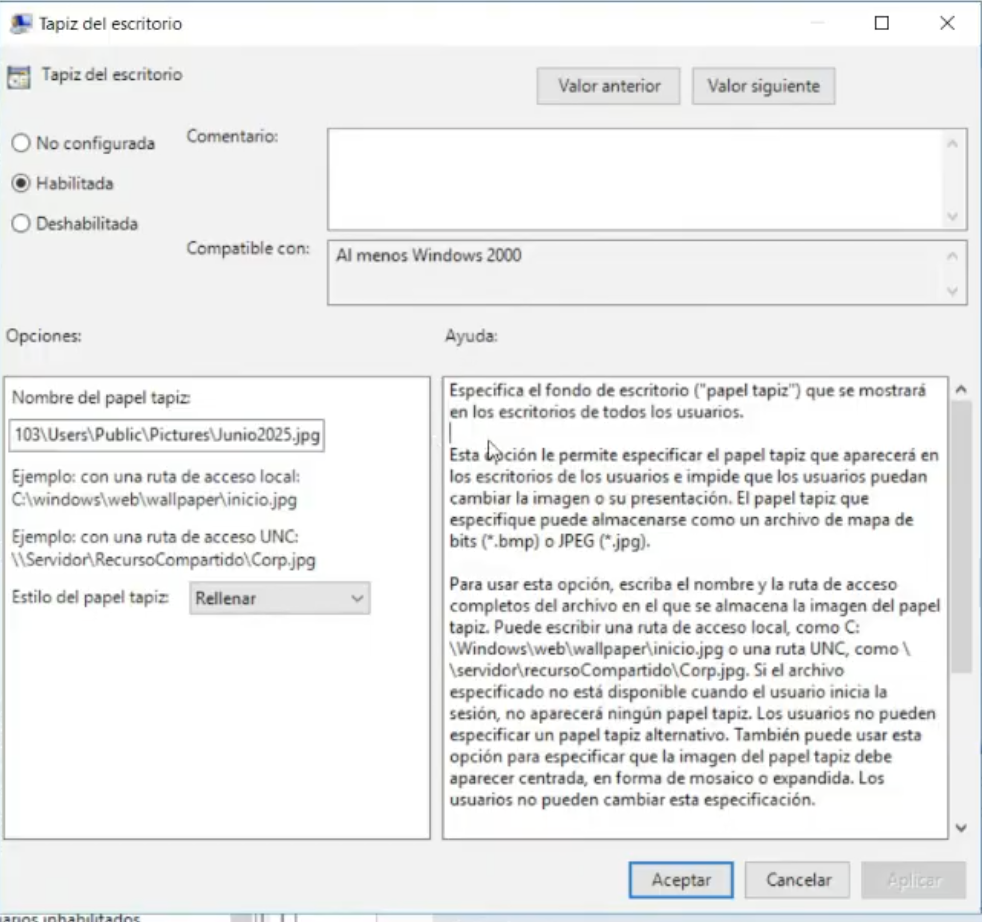 Tapiz del escritorio
Tapiz del escritorio
Valor anterior
Valor siguiente
No configurada
Habilitada
Deshabilitada
Comentario:
Compatible con:
Al menos Windows 2000
Opciones:
Ayuda:
Nombre del papel tapiz:
103\Users\Public\Pictures\Junio2025.jpg
Ejemplo: con una ruta de acceso local:
C:\windows\web\wallpaper\inicio.jpg
Ejemplo: con una ruta de acceso UNC:
\\Servidor\RecursoCompartido\Corp.jpg
Estilo del papel tapiz:
Rellenar
Especifica el fondo de escritorio ("papel tapiz") que se mostrará
en los escritorios de todos los usuarios.
Esta opción le permite especificar el papel tapiz que aparecerá en
los escritorios de los usuarios e impide que los usuarios puedan
cambiar la imagen o su presentación. El papel tapiz que
especifique puede almacenarse como un archivo de mapa de
bits (*.bmp) o JPEG (*.jpg).
Para usar esta opción, escriba el nombre y la ruta de acceso
completos del archivo en el que se almacena la imagen del papel
tapiz. Puede escribir una ruta de acceso local, como C:
\Windows\web\wallpaper\inicio.jpg o una ruta UNC, como \
\servidor\recursoCompartido\Corp.jpg. Si el archivo
especificado no está disponible cuando el usuario inicia la
sesión, no aparecerá ningún papel tapiz. Los usuarios no pueden
especificar un papel tapiz alternativo. También puede usar esta
opción para especificar que la imagen del papel tapiz debe
aparecer centrada, en forma de mosaico o expandida. Los
usuarios no pueden cambiar esta especificación.
Aceptar
Cancelar
Aplicar
inhabilitados